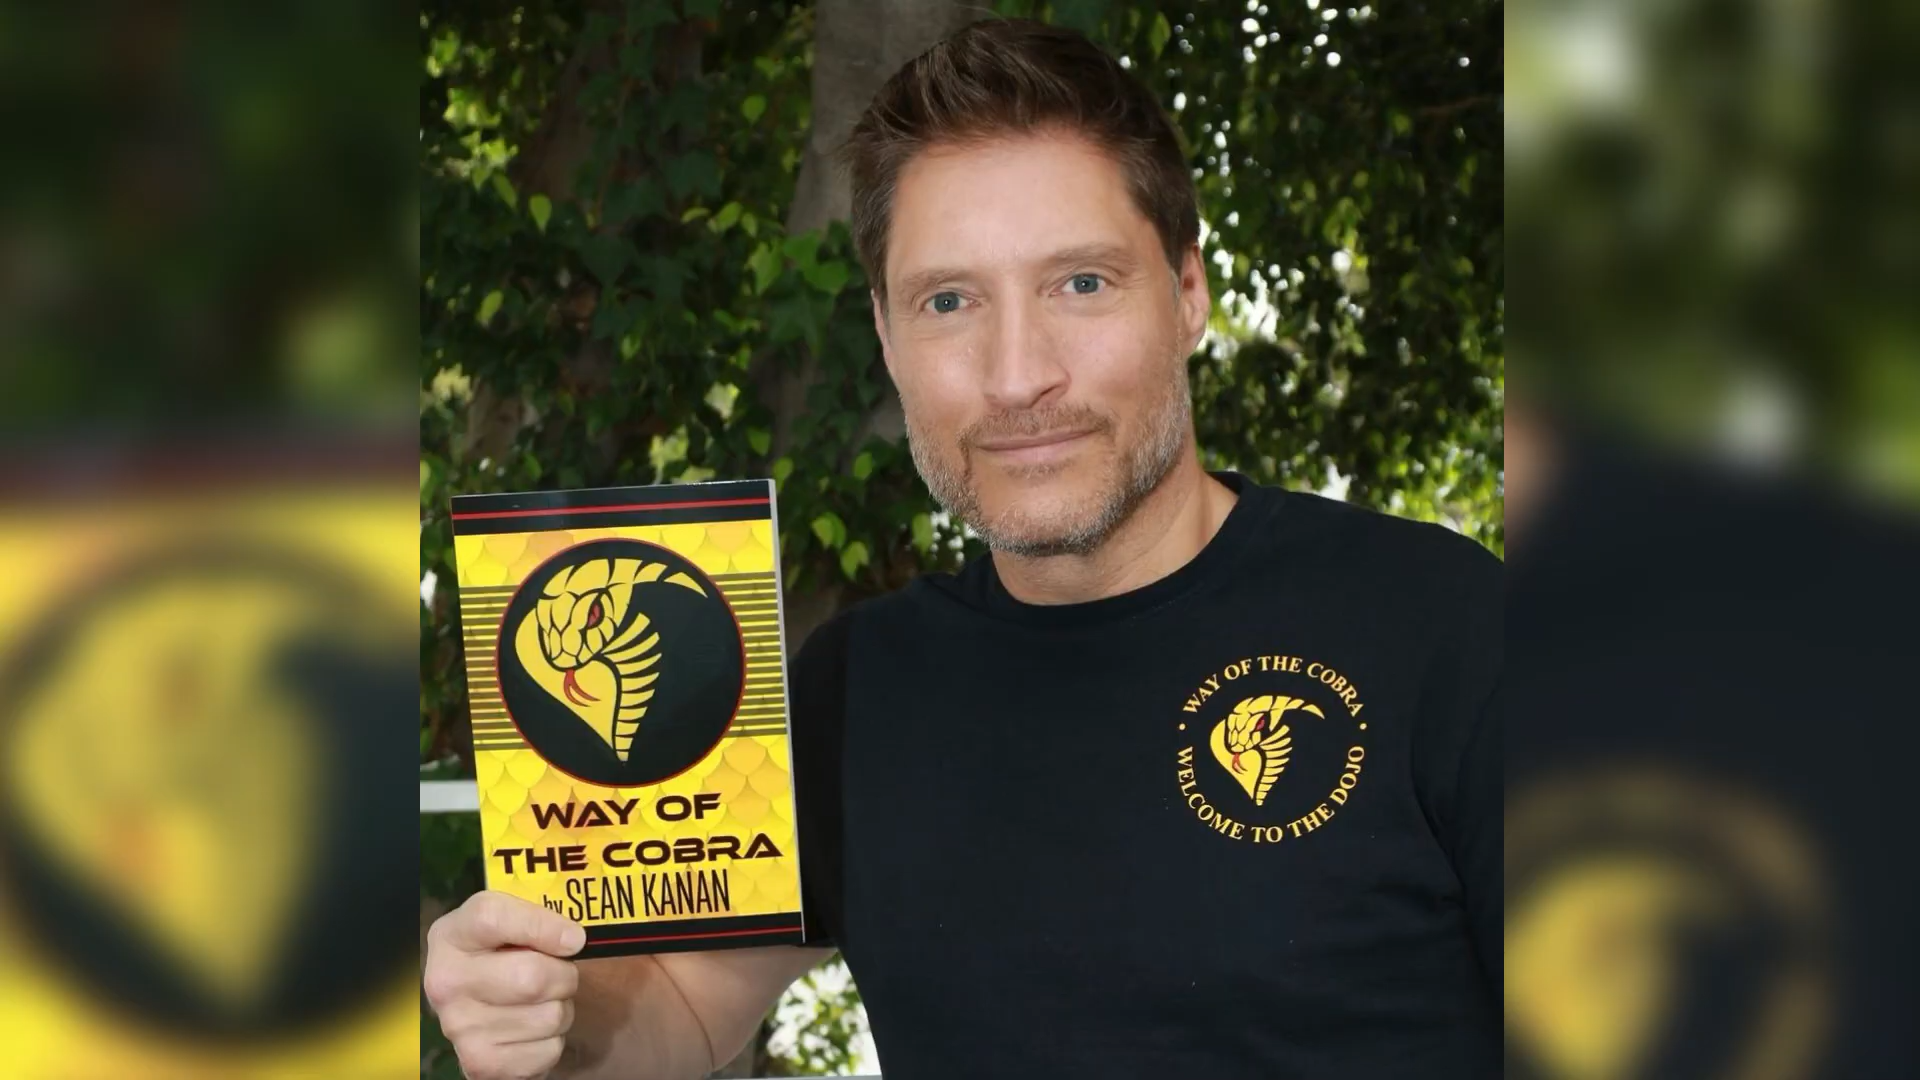 WAY OF
THE COBRA
by SEAN KANAN
WAY OF THE COBRA
WELCOME TO THE DOJO